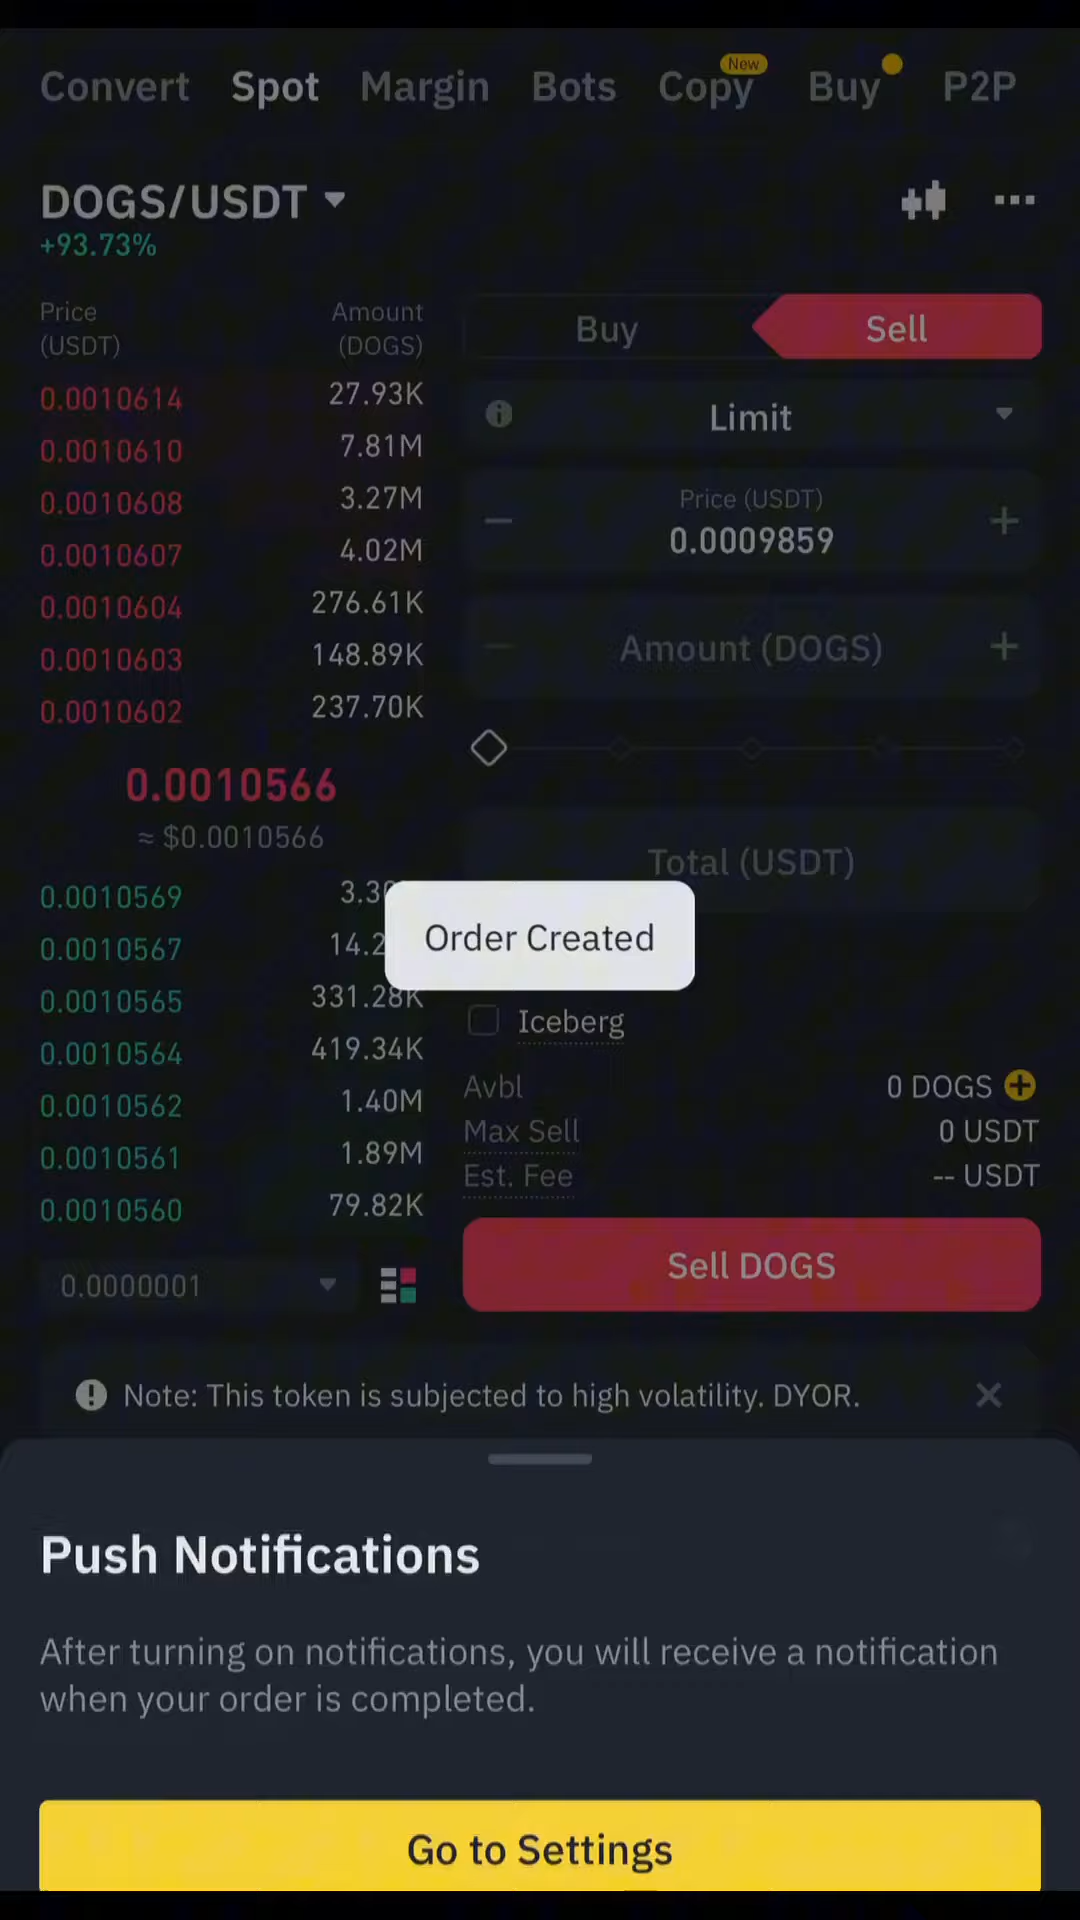 Convert Spot Margin Bots Copy New Buy P2P
DOGS/USDT
+93.73%
Price Amount
(USDT) (DOGS)
0.0010614 27.93K
0.0010610 7.81M
0.0010608 3.27M
0.0010607 4.02M
0.0010604 276.61K
0.0010603 148.89K
0.0010602 237.70K
0.0010566
≈ $0.0010566
0.0010569
0.0010567
0.0010565 331.28K
0.0010564 419.34K
0.0010562 1.40M
0.0010561 1.89M
0.0010560 79.82K
0.0000001
Buy Sell
Limit
Price (USDT)
0.0009859
Amount (DOGS)
Total (USDT)
Order Created
Iceberg
Avbl 0 DOGS
Max Sell 0 USDT
Est. Fee -- USDT
Sell DOGS
Note: This token is subjected to high volatility. DYOR.
Push Notifications
After turning on notifications, you will receive a notification
when your order is completed.
Go to Settings